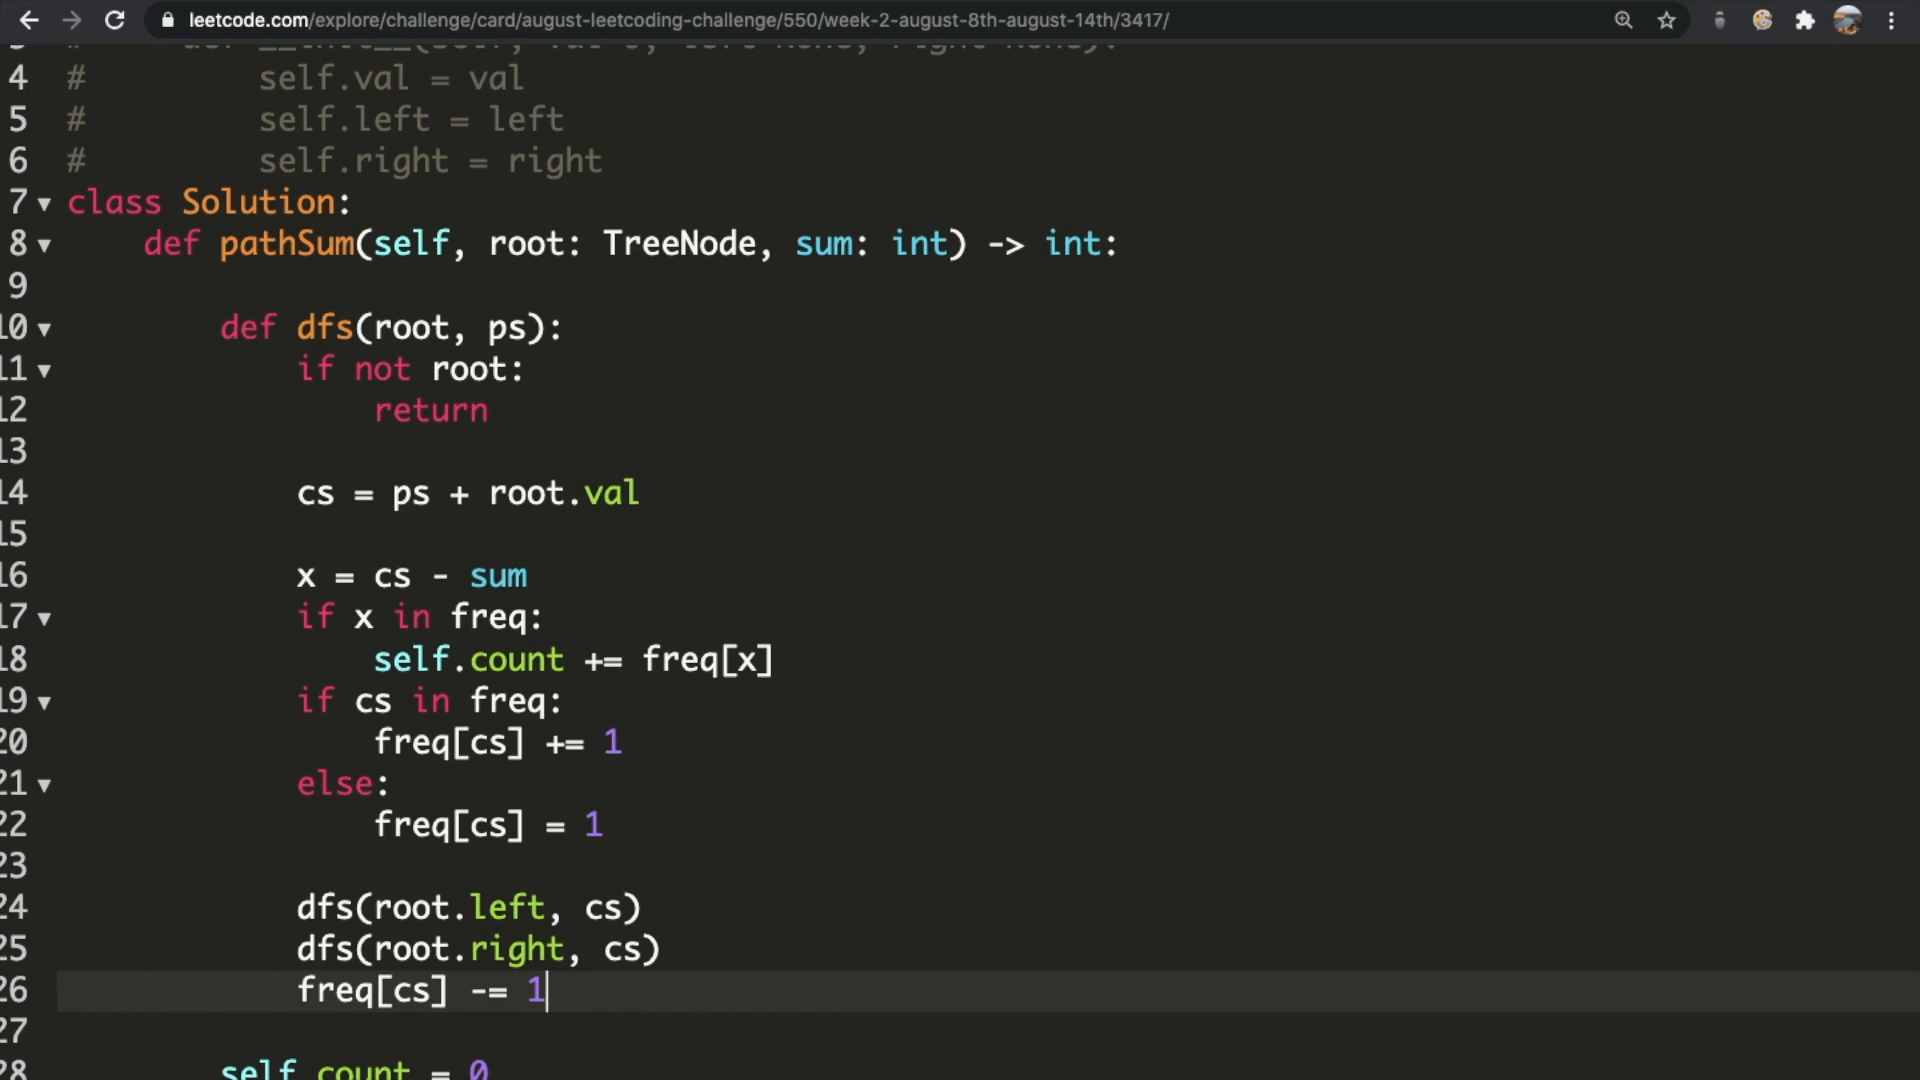 leetcode.com/explore/challenge/card/august-leetcoding-challenge/550/week-2-august-8th-august-14th/3417/
4 #         self.val = val
5 #         self.left = left
6 #         self.right = right
7 class Solution:
8     def pathSum(self, root: TreeNode, sum: int) -> int:
9
10         def dfs(root, ps):
11             if not root:
12                 return
13
14             cs = ps + root.val
15
16             x = cs - sum
17             if x in freq:
18                 self.count += freq[x]
19             if cs in freq:
20                 freq[cs] += 1
21             else:
22                 freq[cs] = 1
23
24             dfs(root.left, cs)
25             dfs(root.right, cs)
26             freq[cs] -= 1
27
28         self.count = 0